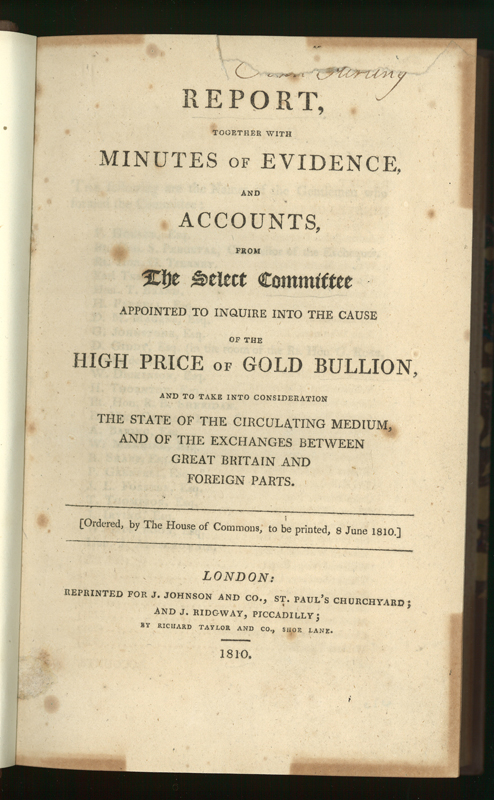 REPORT,
TOGETHER WITH
MINUTES OF EVIDENCE,
AND
ACCOUNTS,
FROM
The Select Committee
APPOINTED TO INQUIRE INTO THE CAUSE
OF THE
HIGH PRICE OF GOLD BULLION,
AND TO TAKE INTO CONSIDERATION
THE STATE OF THE CIRCULATING MEDIUM,
AND OF THE EXCHANGES BETWEEN
GREAT BRITAIN AND
FOREIGN PARTS.
[Ordered, by The House of Commons, to be printed, 8 June 1810.]
LONDON:
REPRINTED FOR J. JOHNSON AND CO., ST. PAUL'S CHURCHYARD;
AND J. RIDGWAY, PICCADILLY;
BY RICHARD TAYLOR AND CO., SHOE LANE.
1810.